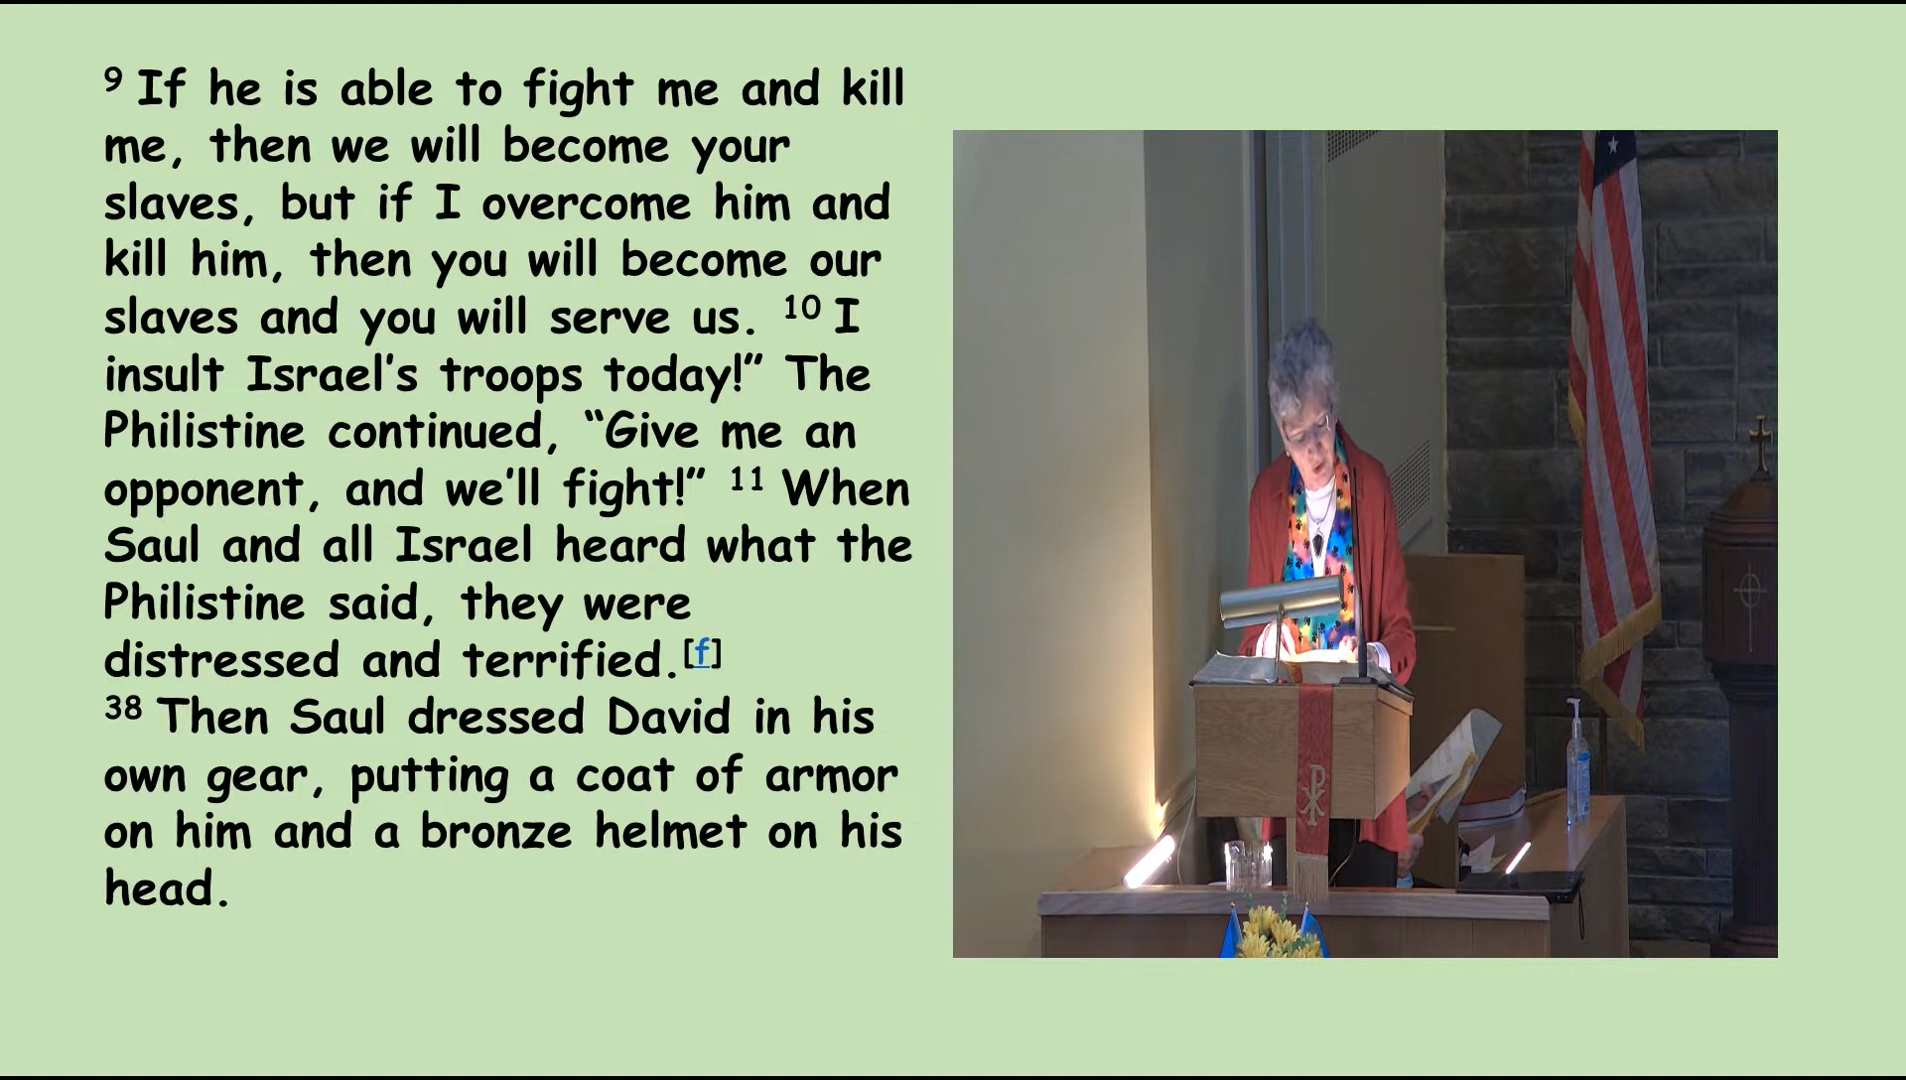 9 If he is able to fight me and kill
me, then we will become your
slaves, but if I overcome him and
kill him, then you will become our
slaves and you will serve us. 10 I
insult Israel’s troops today!” The
Philistine continued, “Give me an
opponent, and we’ll fight!” 11 When
Saul and all Israel heard what the
Philistine said, they were
distressed and terrified.[f]
38 Then Saul dressed David in his
own gear, putting a coat of armor
on him and a bronze helmet on his
head.